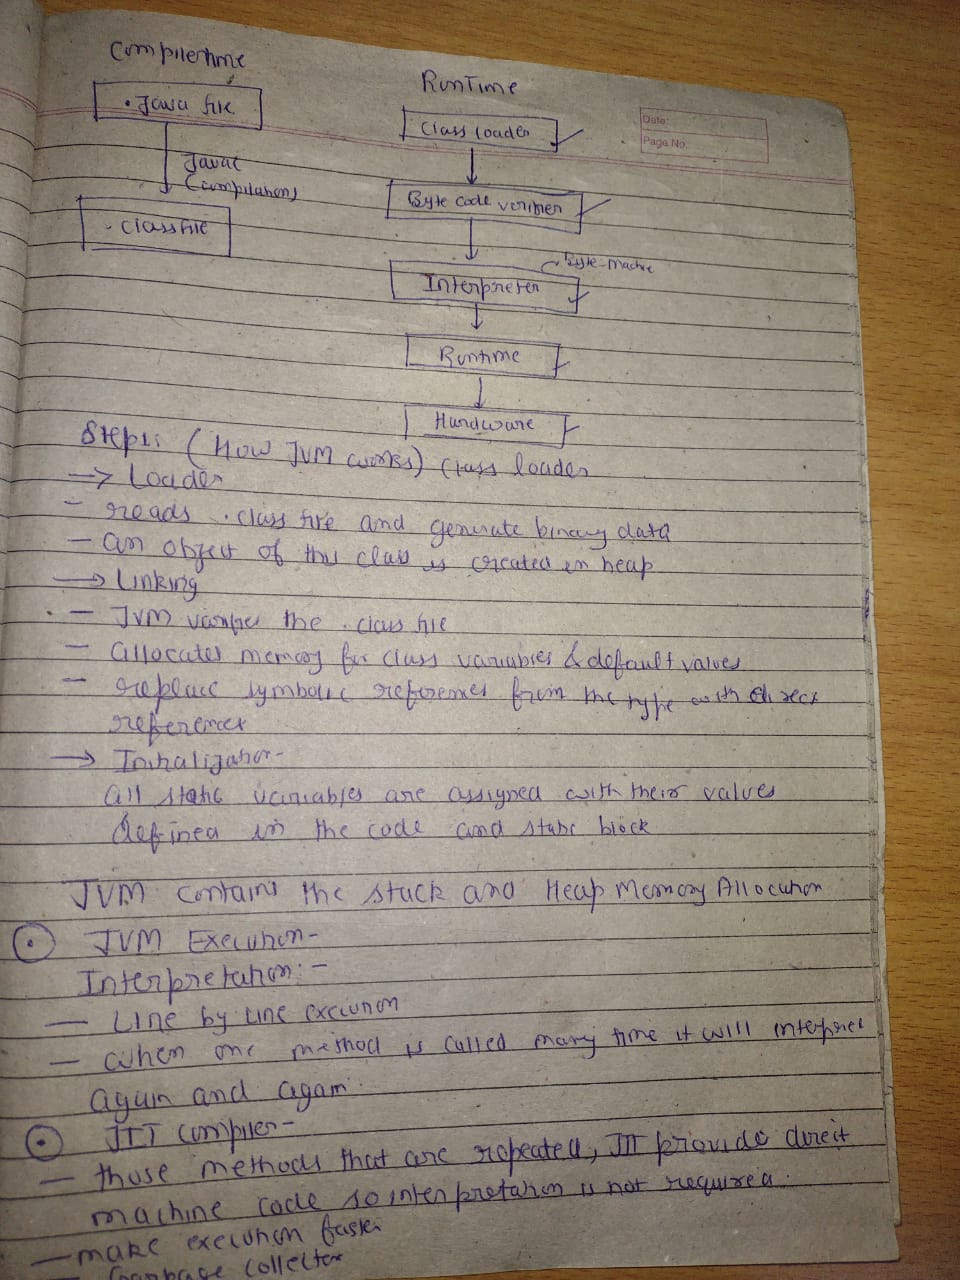 Compiletime
.Java file
Javac
(compilation)
.Class file
Runtime
Class loader
Byte code verifier
Byte-machine
Interpreter
Runtime
Hardware
Date:
Page No.
Steps: (How JVM works) Class loader
→ Loader
- reads .class file and generate binary data
- an object of this class is created in heap
→ Linking
- JVM varifies the .class file
- allocates memory for class variables & default values
- replace symbolic references from the type with direct
references
→ Initialization-
all static variables are assigned with their values
defined in the code and static block
JVM contains the stack and Heap Memory Allocation
JVM Execution-
Interpretation:-
- Line by line execution
- when one method is called many time it will interpret
again and again.
JIT compiler-
- those methods that are repeated, JIT provide direct
machine code so interpretation is not required.
- make execution faster
- Garbage collector